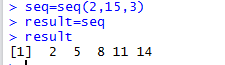 > seq=seq(2,15,3)
> result=seq
> result
[1]  2  5  8 11 14